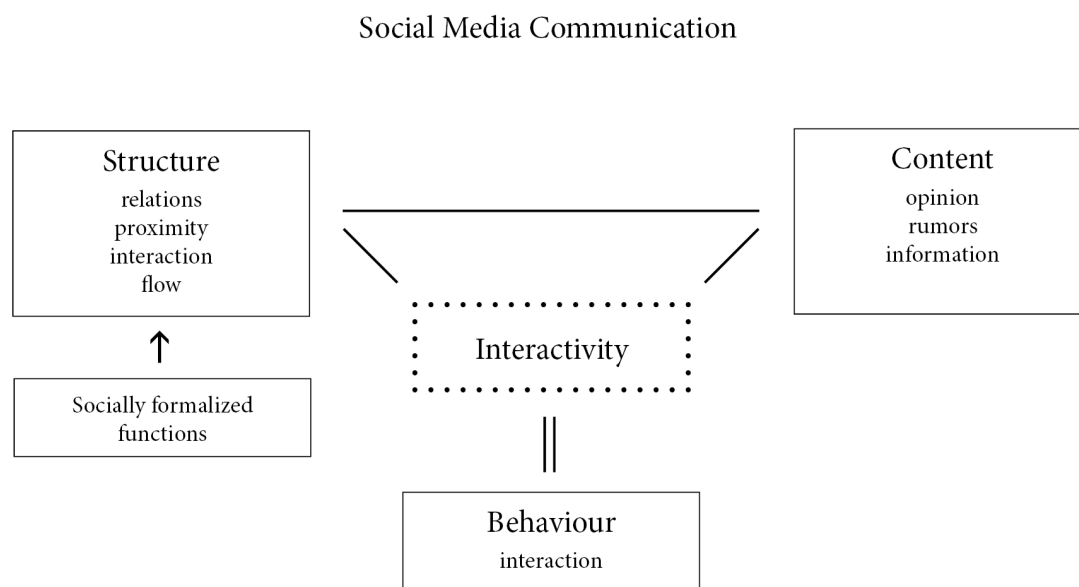 Social Media Communication
Structure
relations
proximity
interaction
flow
Content
opinion
rumors
information
Interactivity
Socially formalized
functions
Behaviour
interaction